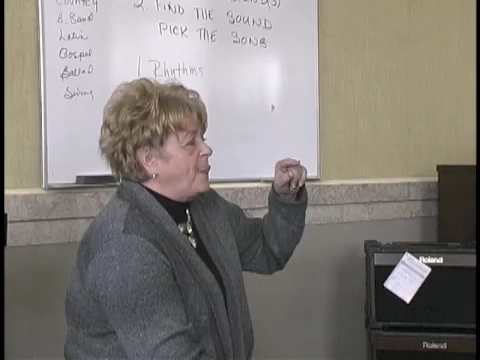 COUNTRY
B. Band
Latin
Gospel
Ballad
Swing
2. FIND THE SOUND
PICK THE SONG
1. Rhythms
Roland
Roland